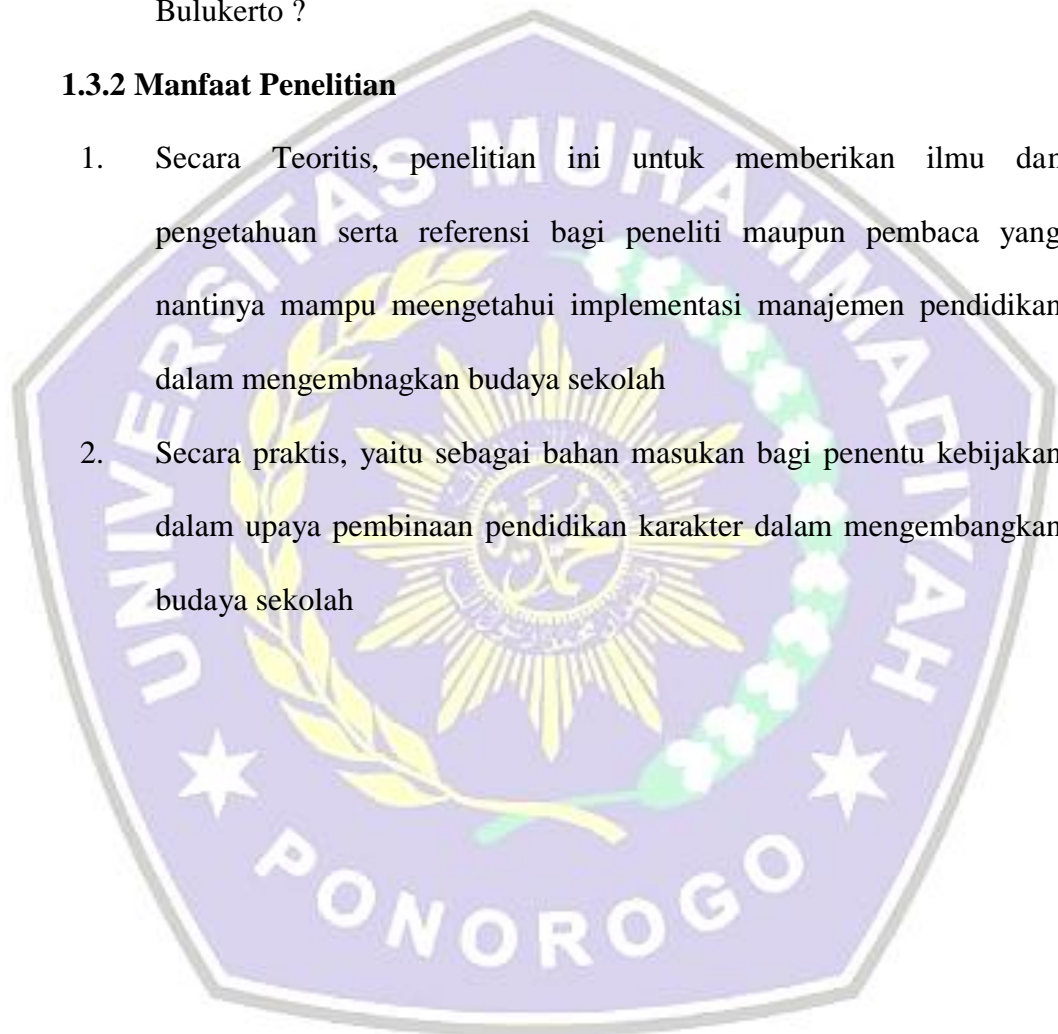 Bulukerto ?
1.3.2 Manfaat Penelitian
1. Secara Teoritis, penelitian ini untuk memberikan ilmu dan
pengetahuan serta referensi bagi peneliti maupun pembaca yang
nantinya mampu meengetahui implementasi manajemen pendidikan
dalam mengembnagkan budaya sekolah
2. Secara praktis, yaitu sebagai bahan masukan bagi penentu kebijakan
dalam upaya pembinaan pendidikan karakter dalam mengembangkan
budaya sekolah
UNIVERSITAS MUHAMMADIYAH
PONOROGO